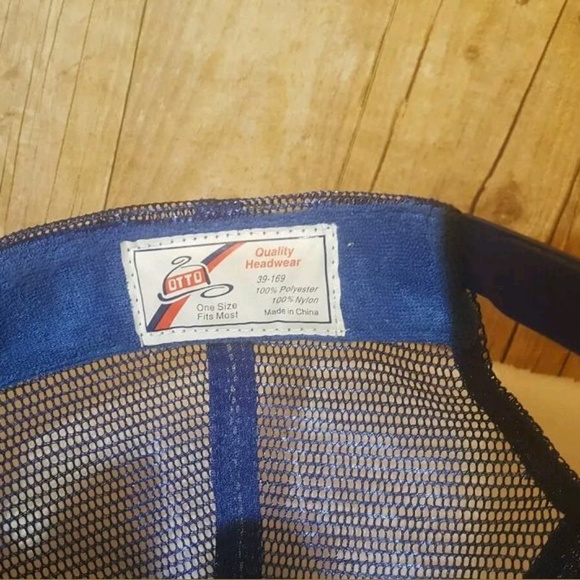 OTTO
One Size
Fits Most
Quality
Headwear
39-169
100% Polyester
100% Nylon
Made in China